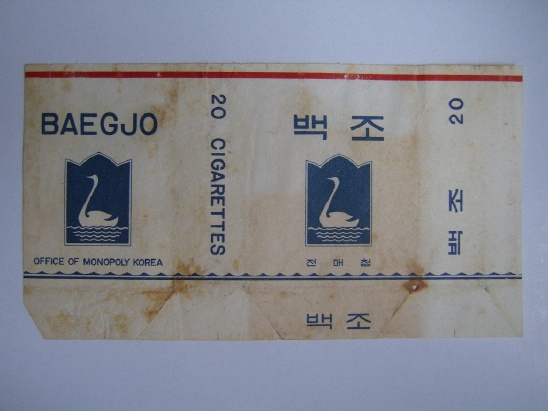 BAEGJO
OFFICE OF MONOPOLY KOREA
20 CIGARETTES
백 조
전 매 청
백 조
백 조 20